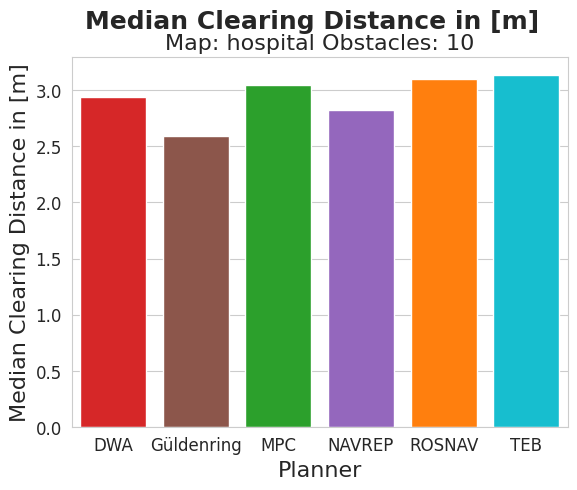 Median Clearing Distance in [m]
Map: hospital Obstacles: 10
Median Clearing Distance in [m]
3.0
2.5
2.0
1.5
1.0
0.5
0.0
DWA Güldenring MPC NAVREP ROSNAV TEB
Planner